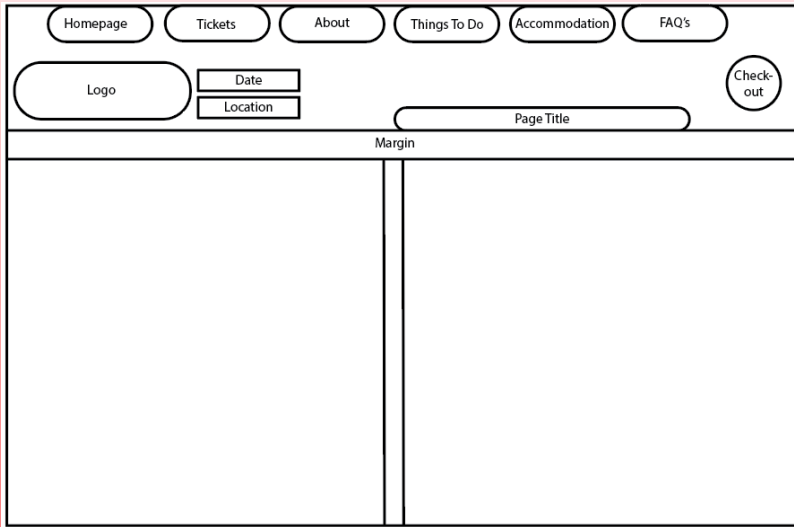 Homepage
Tickets
About
Things To Do
Accommodation
FAQ's
Logo
Date
Location
Check-
out
Page Title
Margin